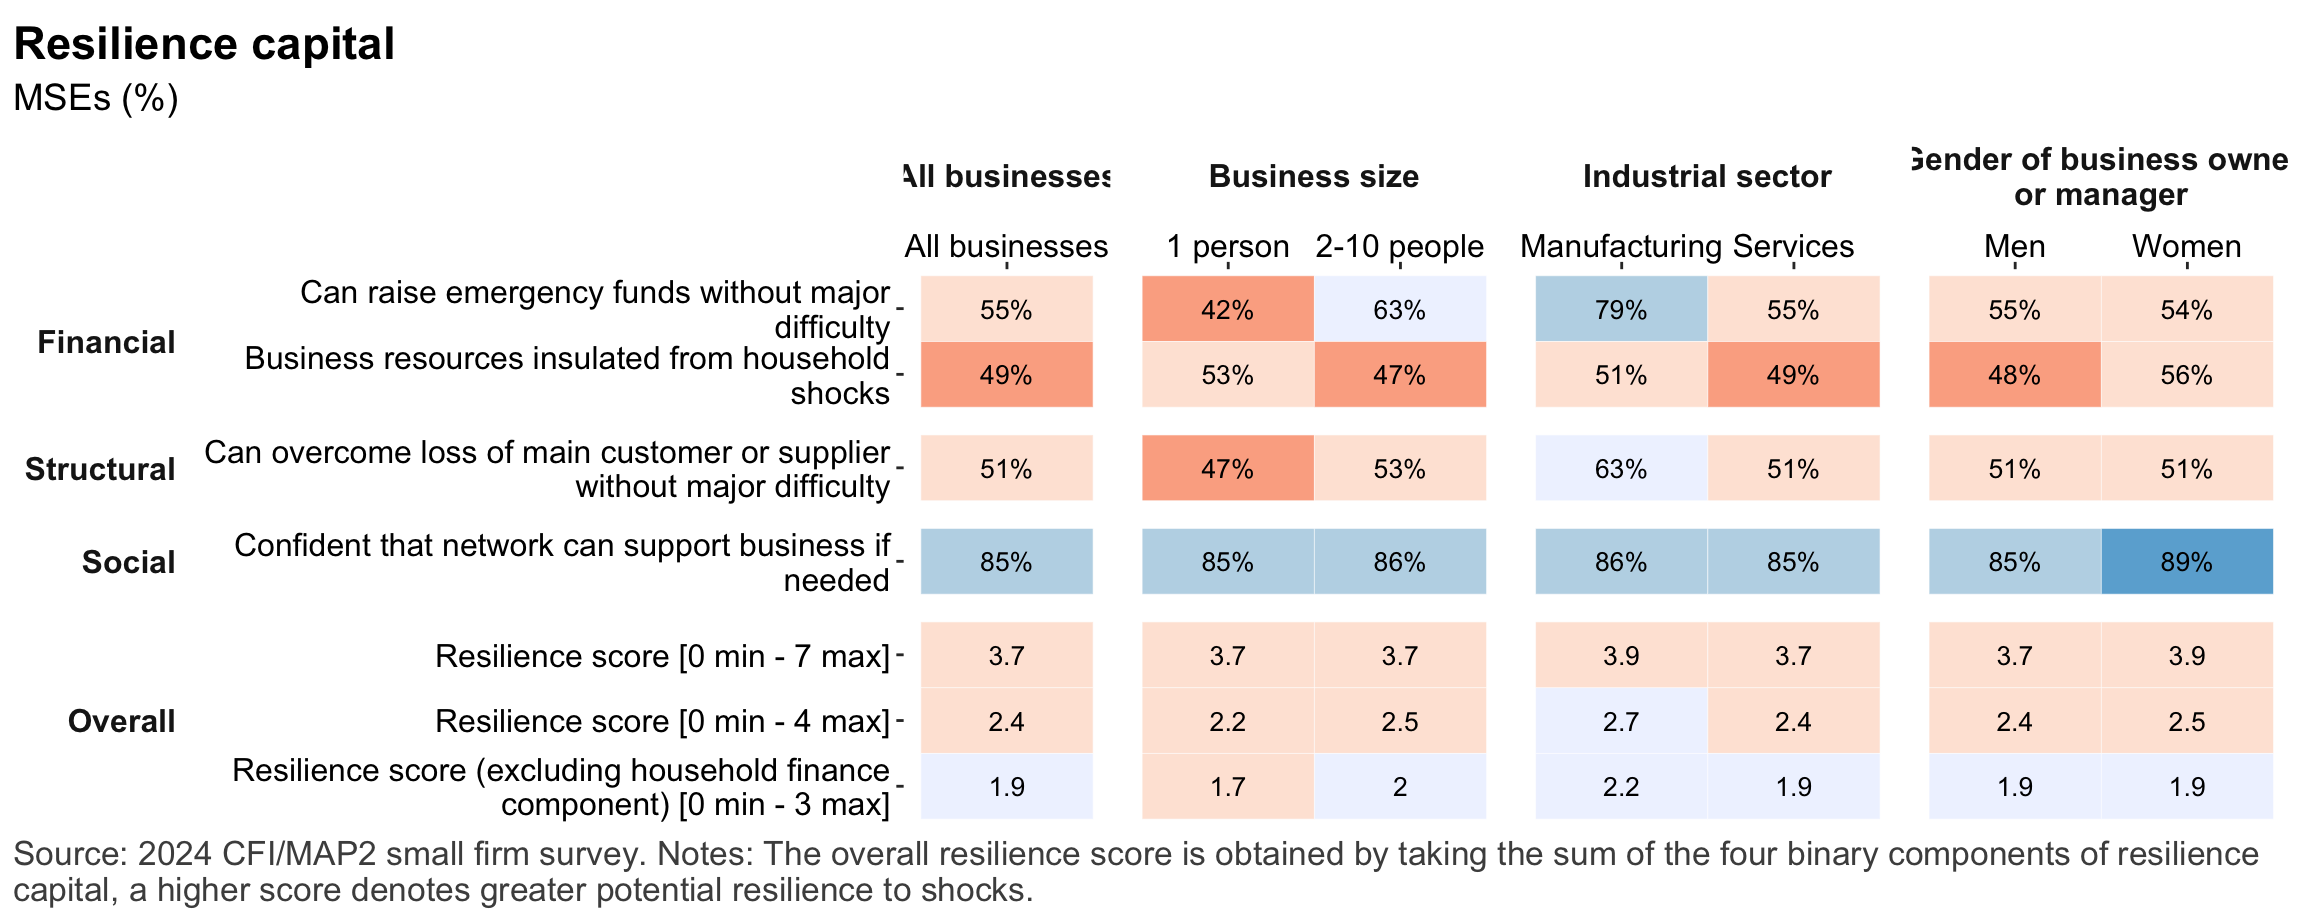 Resilience capital
MSEs (%)
All businesses
Business size
Industrial sector
Gender of business owne
or manager
All businesses
1 person
2-10 people
Manufacturing
Services
Men
Women
Financial
Can raise emergency funds without major
difficulty
55%
42%
63%
79%
55%
55%
54%
Business resources insulated from household
shocks
49%
53%
47%
51%
49%
48%
56%
Structural
Can overcome loss of main customer or supplier
without major difficulty
51%
47%
53%
63%
51%
51%
51%
Social
Confident that network can support business if
needed
85%
85%
86%
86%
85%
85%
89%
Overall
Resilience score [0 min - 7 max]
3.7
3.7
3.7
3.9
3.7
3.7
3.9
Resilience score [0 min - 4 max]
2.4
2.2
2.5
2.7
2.4
2.4
2.5
Resilience score (excluding household finance
component) [0 min - 3 max]
1.9
1.7
2
2.2
1.9
1.9
1.9
Source: 2024 CFI/MAP2 small firm survey. Notes: The overall resilience score is obtained by taking the sum of the four binary components of resilience
capital, a higher score denotes greater potential resilience to shocks.